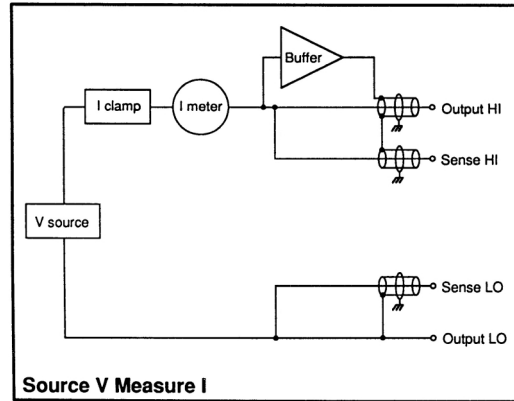 Buffer
I clamp
I meter
Output HI
Sense HI
V source
Sense LO
Output LO
Source V Measure I